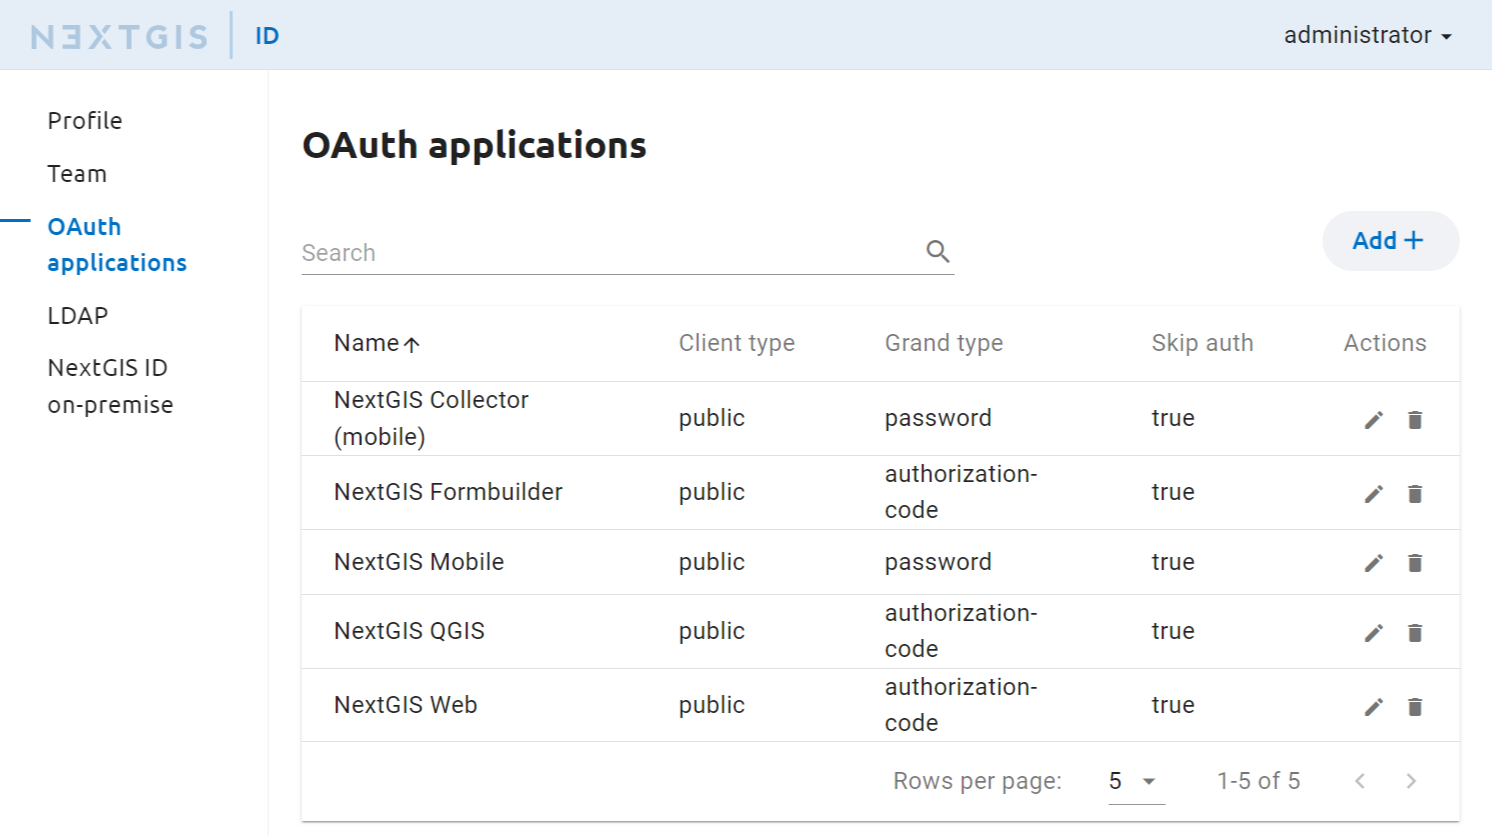 NEXTGIS ID
administrator
Profile
Team
OAuth
applications
LDAP
NextGIS ID
on-premise
OAuth applications
Search
Add +
Name Client type Grand type Skip auth Actions
NextGIS Collector
(mobile)
public
password
true
NextGIS Formbuilder
public
authorization-
code
true
NextGIS Mobile
public
password
true
NextGIS QGIS
public
authorization-
code
true
NextGIS Web
public
authorization-
code
true
Rows per page: 5 1-5 of 5